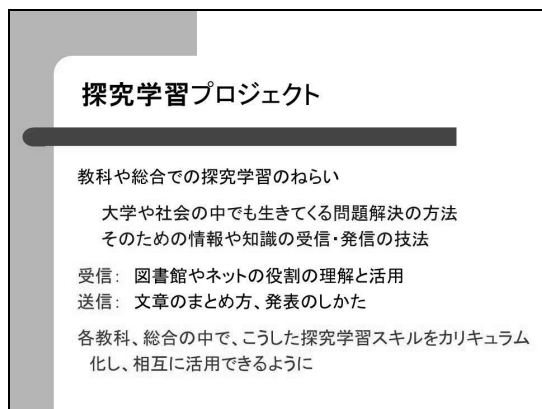 探究学習プロジェクト
教科や総合での探究学習のねらい
大学や社会の中でも生きてくる問題解決の方法
そのための情報や知識の受信・発信の技法
受信： 図書館やネットの役割の理解と活用
送信： 文章のまとめ方、発表のしかた
各教科、総合の中で、こうした探究学習スキルをカリキュラム
化し、相互に活用できるように